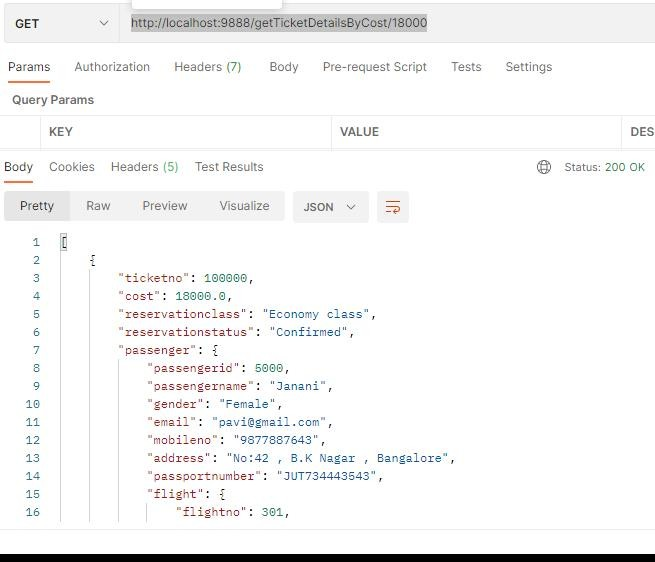 GET http://localhost:9888/getTicketDetailsByCost/18000
Params Authorization Headers (7) Body Pre-request Script Tests Settings
Query Params
KEY VALUE DES
Body Cookies Headers (5) Test Results Status: 200 OK
Pretty Raw Preview Visualize JSON
1 [
2 {
3 "ticketno": 100000,
4 "cost": 18000.0,
5 "reservationclass": "Economy class",
6 "reservationstatus": "Confirmed",
7 "passenger": {
8 "passengerid": 5000,
9 "passengername": "Janani",
10 "gender": "Female",
11 "email": "pavi@gmail.com",
12 "mobileno": "9877887643",
13 "address": "No:42 , B.K Nagar , Bangalore",
14 "passportnumber": "JUT734443543",
15 "flight": {
16 "flightno": 301,